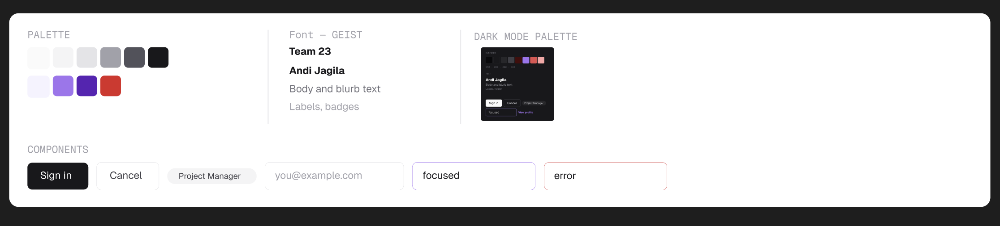 PALETTE
Font — GEIST
Team 23
Andi Jagila
Body and blurb text
Labels, badges
DARK MODE PALETTE
SURFACES
TEXT
Andi Jagila
Body and blurb text
Labels, helper
Sign in
Cancel
Project Manager
focused
View profile
COMPONENTS
Sign in
Cancel
Project Manager
you@example.com
focused
error